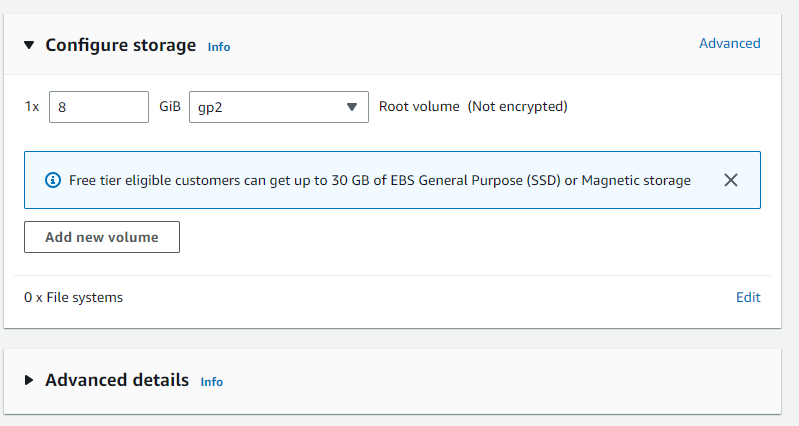 Configure storage Info Advanced
1x 8 GiB gp2 Root volume (Not encrypted)
Free tier eligible customers can get up to 30 GB of EBS General Purpose (SSD) or Magnetic storage
Add new volume
0 x File systems Edit
Advanced details Info